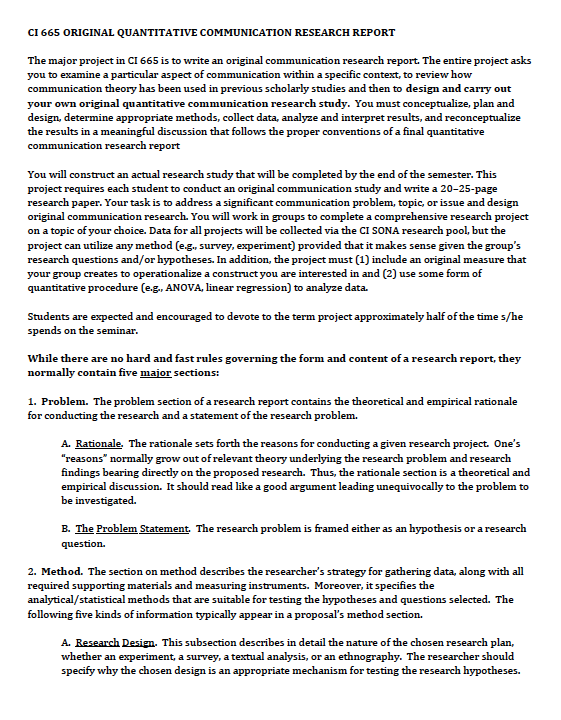 CI 665 ORIGINAL QUANTITATIVE COMMUNICATION RESEARCH REPORT
The major project in CI 665 is to write an original communication research report. The entire project asks
you to examine a particular aspect of communication within a specific context, to review how
communication theory has been used in previous scholarly studies and then to design and carry out
your own original quantitative communication research study. You must conceptualize, plan and
design, determine appropriate methods, collect data, analyze and interpret results, and reconceptualize
the results in a meaningful discussion that follows the proper conventions of a final quantitative
communication research report
You will construct an actual research study that will be completed by the end of the semester. This
project requires each student to conduct an original communication study and write a 20–25-page
research paper. Your task is to address a significant communication problem, topic, or issue and design
original communication research. You will work in groups to complete a comprehensive research project
on a topic of your choice. Data for all projects will be collected via the CI SONA research pool, but the
project can utilize any method (e.g., survey, experiment) provided that it makes sense given the group's
research questions and/or hypotheses. In addition, the project must (1) include an original measure that
your group creates to operationalize a construct you are interested in and (2) use some form of
quantitative procedure (e.g., ANOVA, linear regression) to analyze data.
Students are expected and encouraged to devote to the term project approximately half of the time s/he
spends on the seminar.
While there are no hard and fast rules governing the form and content of a research report, they
normally contain five major sections:
1. Problem. The problem section of a research report contains the theoretical and empirical rationale
for conducting the research and a statement of the research problem.
A. Rationale. The rationale sets forth the reasons for conducting a given research project. One's
"reasons" normally grow out of relevant theory underlying the research problem and research
findings bearing directly on the proposed research. Thus, the rationale section is a theoretical and
empirical discussion. It should read like a good argument leading unequivocally to the problem to
be investigated.
B. The Problem Statement. The research problem is framed either as an hypothesis or a research
question.
2. Method. The section on method describes the researcher's strategy for gathering data, along with all
required supporting materials and measuring instruments. Moreover, it specifies the
analytical/statistical methods that are suitable for testing the hypotheses and questions selected. The
following five kinds of information typically appear in a proposal's method section.
A. Research Design. This subsection describes in detail the nature of the chosen research plan,
whether an experiment, a survey, a textual analysis, or an ethnography. The researcher should
specify why the chosen design is an appropriate mechanism for testing the research hypotheses.